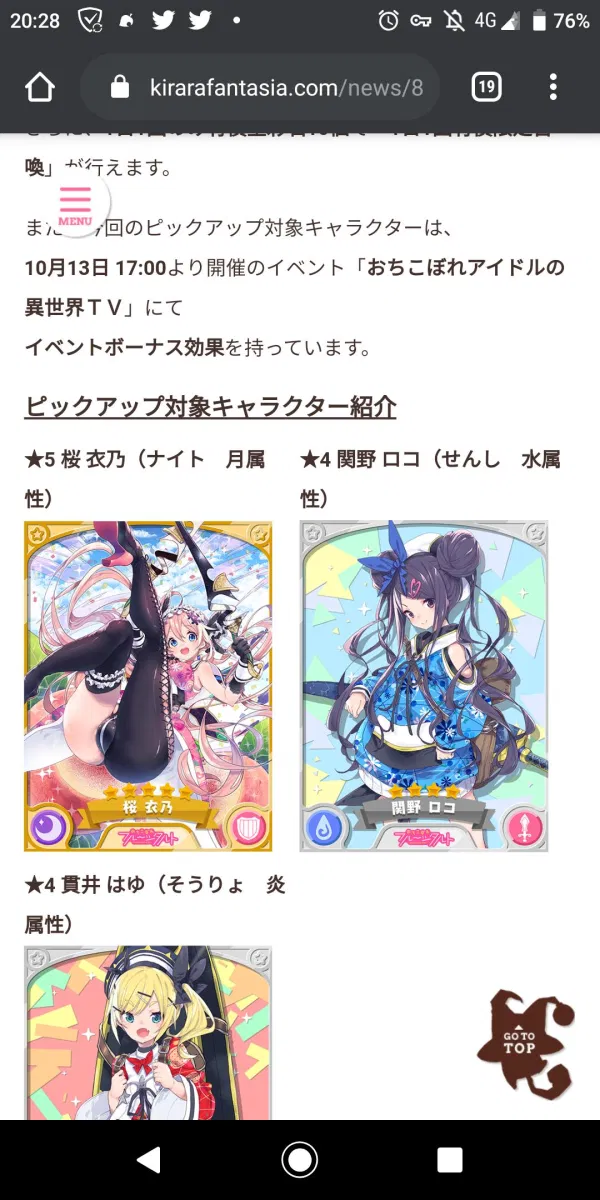 20:28
4G
76%
kirarafantasia.com/news/8
19
喚」が行えます。
MENU
また、今回のピックアップ対象キャラクターは、
10月13日 17:00より開催のイベント「おちこぼれアイドルの
異世界TV」にて
イベントボーナス効果を持っています。
ピックアップ対象キャラクター紹介
★5 桜 衣乃（ナイト　月属
性）
★4 関野 ロコ（せんし　水属
性）
桜 衣乃
関野 ロコ
★4 貫井 はゆ（そうりょ　炎
属性）
GO TO
TOP